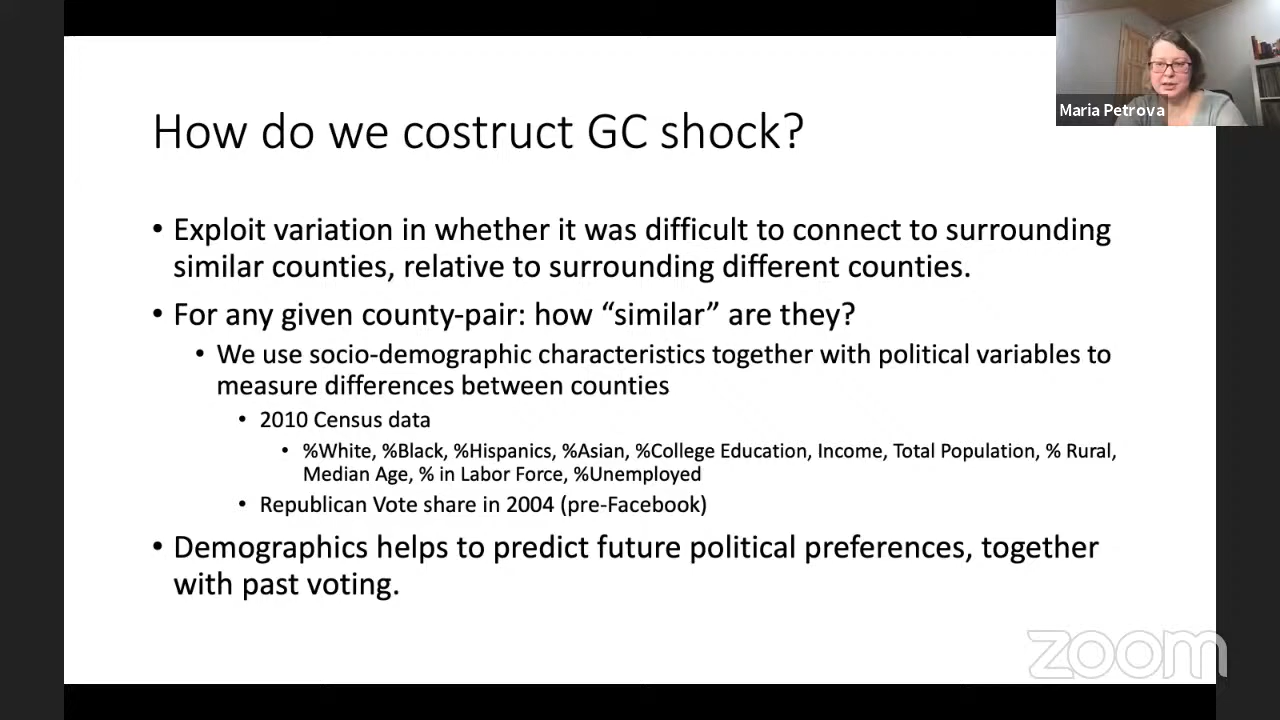 How do we costruct GC shock?
Maria Petrova
• Exploit variation in whether it was difficult to connect to surrounding
similar counties, relative to surrounding different counties.
• For any given county-pair: how “similar” are they?
• We use socio-demographic characteristics together with political variables to
measure differences between counties
• 2010 Census data
• %White, %Black, %Hispanics, %Asian, %College Education, Income, Total Population, % Rural,
Median Age, % in Labor Force, %Unemployed
• Republican Vote share in 2004 (pre-Facebook)
• Demographics helps to predict future political preferences, together
with past voting.
zoom